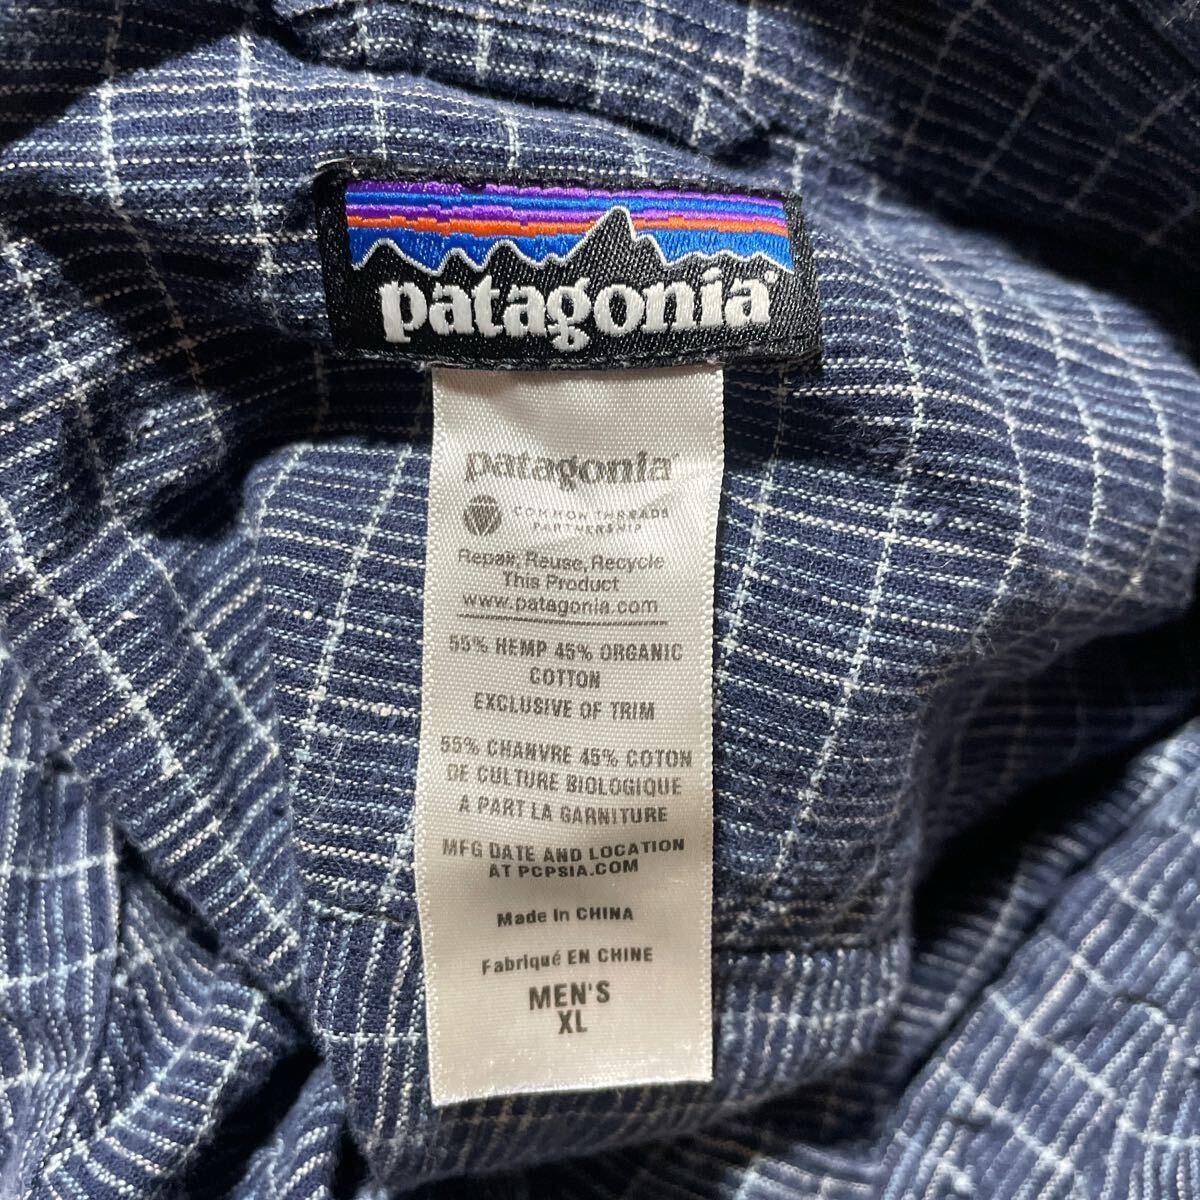 patagonia
patagonia
COMMON THREADS
PARTNERSHIP
Repair, Reuse, Recycle
This Product
www.patagonia.com
55% HEMP 45% ORGANIC
COTTON
EXCLUSIVE OF TRIM
55% CHANVRE 45% COTON
DE CULTURE BIOLOGIQUE
A PART LA GARNITURE
MFG DATE AND LOCATION
AT PCPSIA.COM
Made in CHINA
Fabriqué EN CHINE
MEN'S
XL